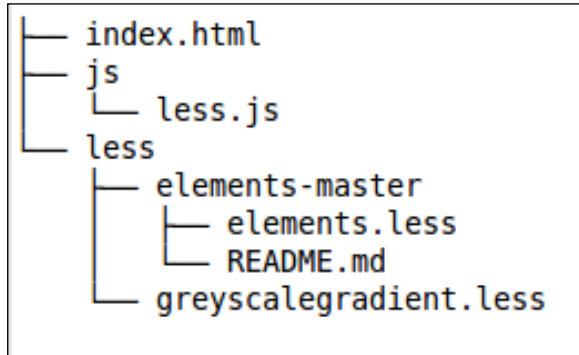 ├── index.html
├── js
│   └── less.js
└── less
    ├── elements-master
    │   ├── elements.less
    │   └── README.md
    └── greyscalegradient.less